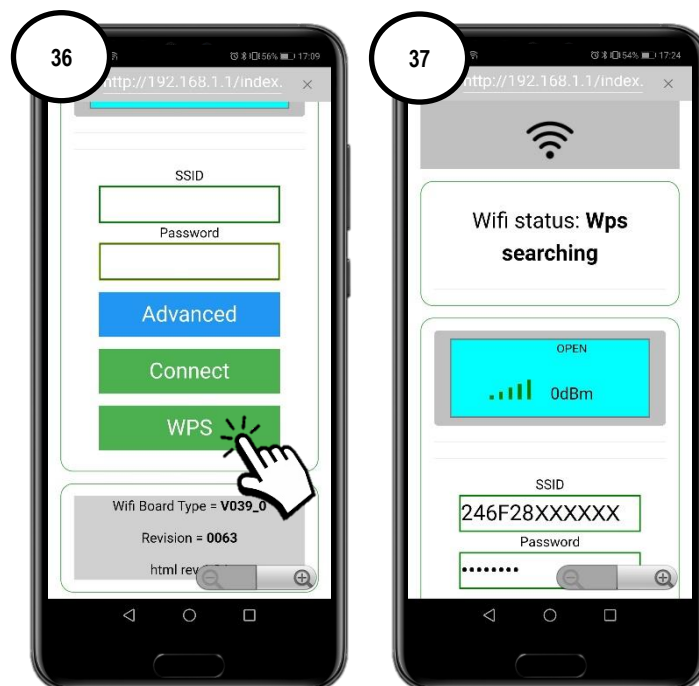 36
56% 17:09
http://192.168.1.1/index. ×
SSID
Password
Advanced
Connect
WPS
Wifi Board Type = V039_0
Revision = 0063
html rev
37
54% 17:24
http://192.168.1.1/index. ×
Wifi status: Wps
searching
OPEN
0dBm
SSID
246F28XXXXXX
Password
••••••••